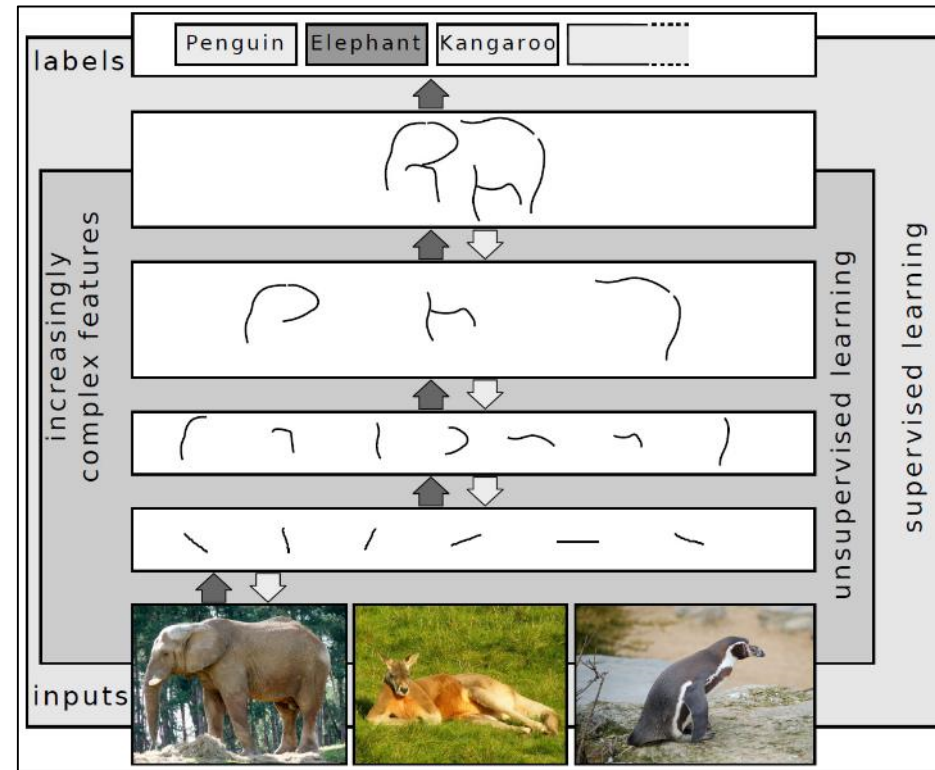 labels
Penguin
Elephant
Kangaroo
increasingly
complex features
unsupervised learning
supervised learning
inputs